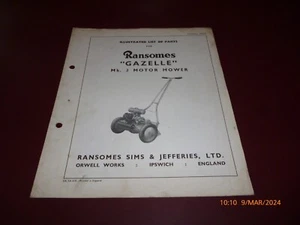 ILLUSTRATED LIST OF PARTS
FOR
Ransomes
"GAZELLE"
Mk. 2 MOTOR MOWER
RANSOMES SIMS & JEFFERIES, LTD.
ORWELL WORKS : IPSWICH : ENGLAND
10:10 9/MAR/2024